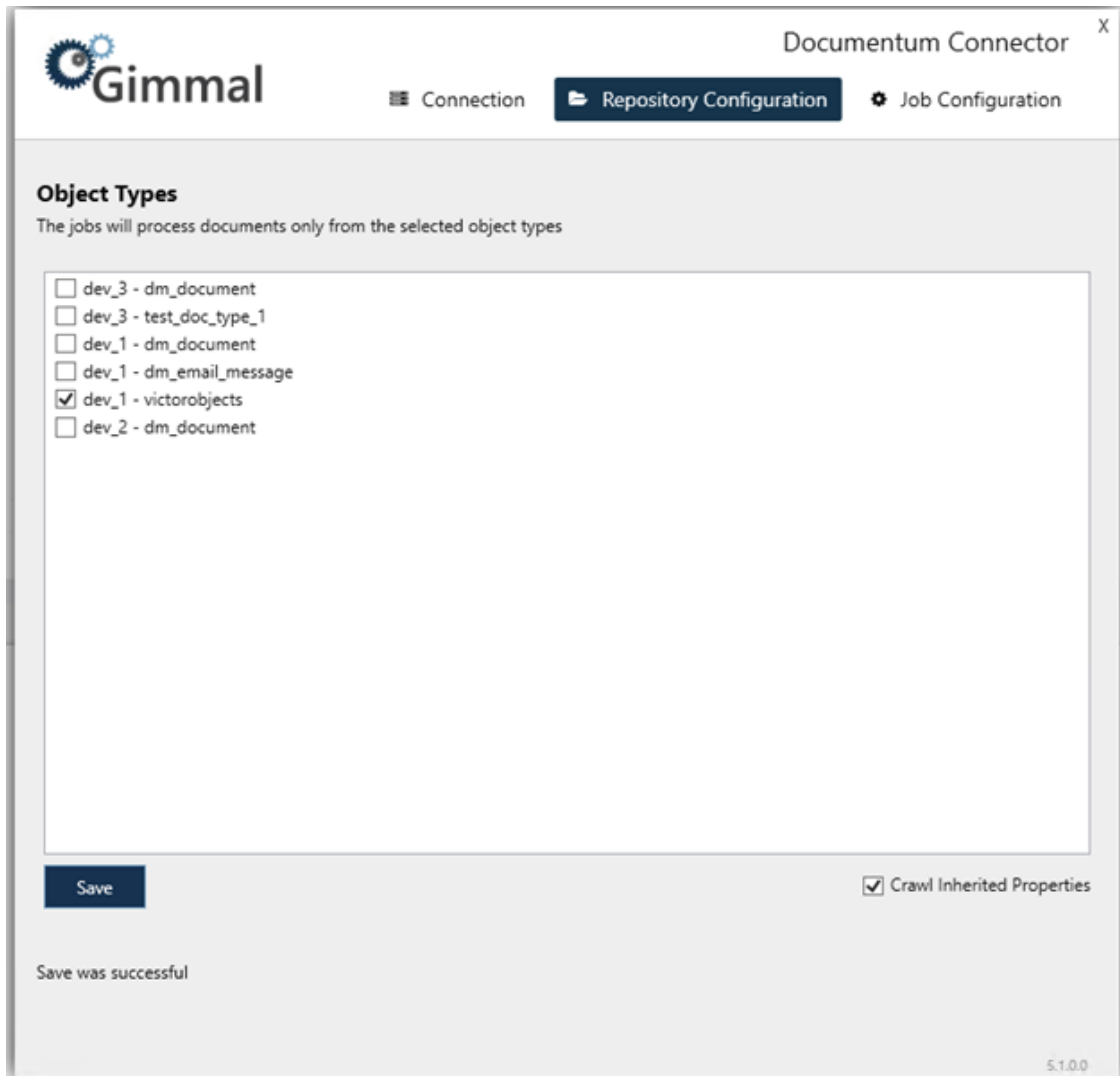 X
Gimmal
Documentum Connector
Connection Repository Configuration Job Configuration
Object Types
The jobs will process documents only from the selected object types
dev_3 - dm_document
dev_3 - test_doc_type_1
dev_1 - dm_document
dev_1 - dm_email_message
dev_1 - victorobjects
dev_2 - dm_document
Save Crawl Inherited Properties
Save was successful
5.1.0.0